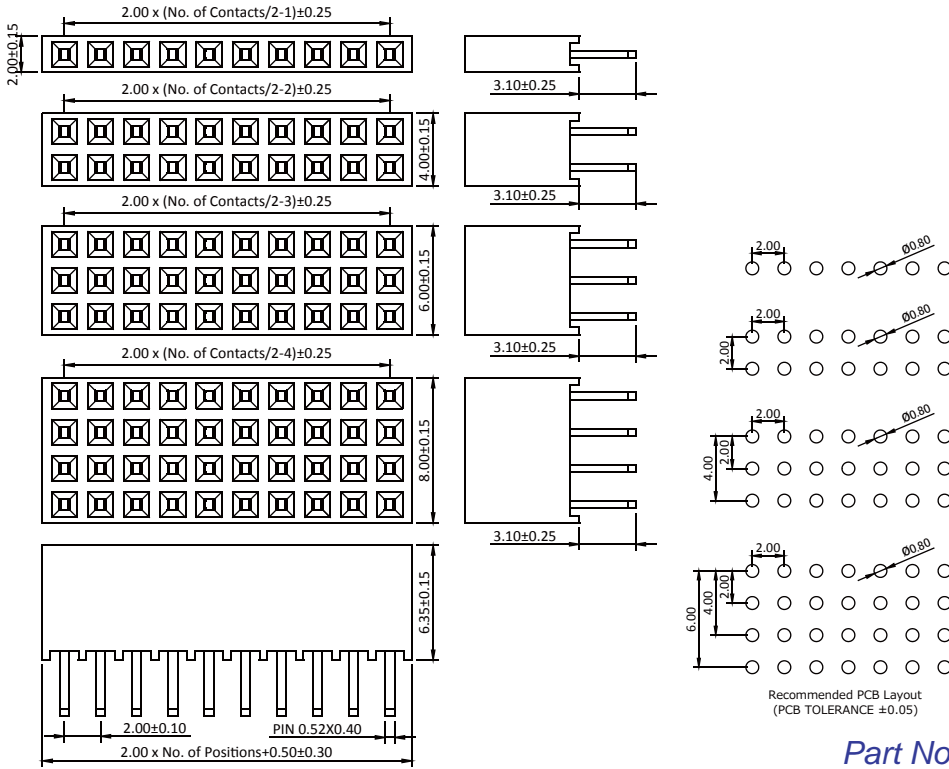 2.00 x (No. of Contacts/2-1)±0.25
2.00±0.15
3.10±0.25
2.00 x (No. of Contacts/2-2)±0.25
4.00±0.15
3.10±0.25
2.00 x (No. of Contacts/2-3)±0.25
6.00±0.15
3.10±0.25
2.00 x (No. of Contacts/2-4)±0.25
8.00±0.15
3.10±0.25
6.35±0.15
2.00±0.10
PIN 0.52X0.40
2.00 x No. of Positions+0.50±0.30
2.00
Ø0.80
2.00
Ø0.80
2.00
2.00
Ø0.80
2.00
4.00
2.00
Ø0.80
2.00
4.00
6.00
Recommended PCB Layout
(PCB TOLERANCE ±0.05)
Part No